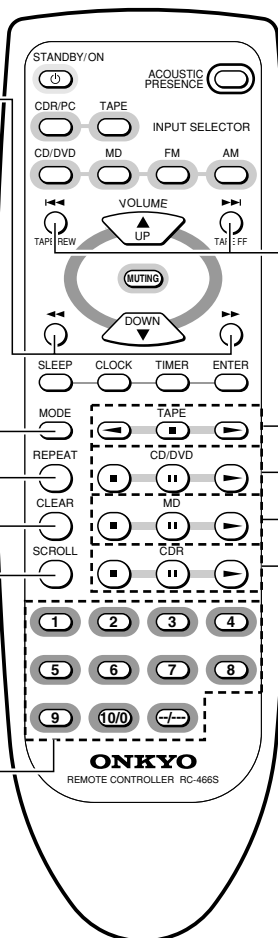 STANDBY/ON
ACOUSTIC
PRESENCE
CDR/PC TAPE
INPUT SELECTOR
CD/DVD MD FM AM
VOLUME
UP
TAPE REW TAPE FF
MUTING
DOWN
SLEEP CLOCK TIMER ENTER
MODE TAPE
REPEAT CD/DVD
CLEAR MD
SCROLL CDR
1 2 3 4
5 6 7 8
9 10/0 --/---
ONKYO
REMOTE CONTROLLER RC-466S